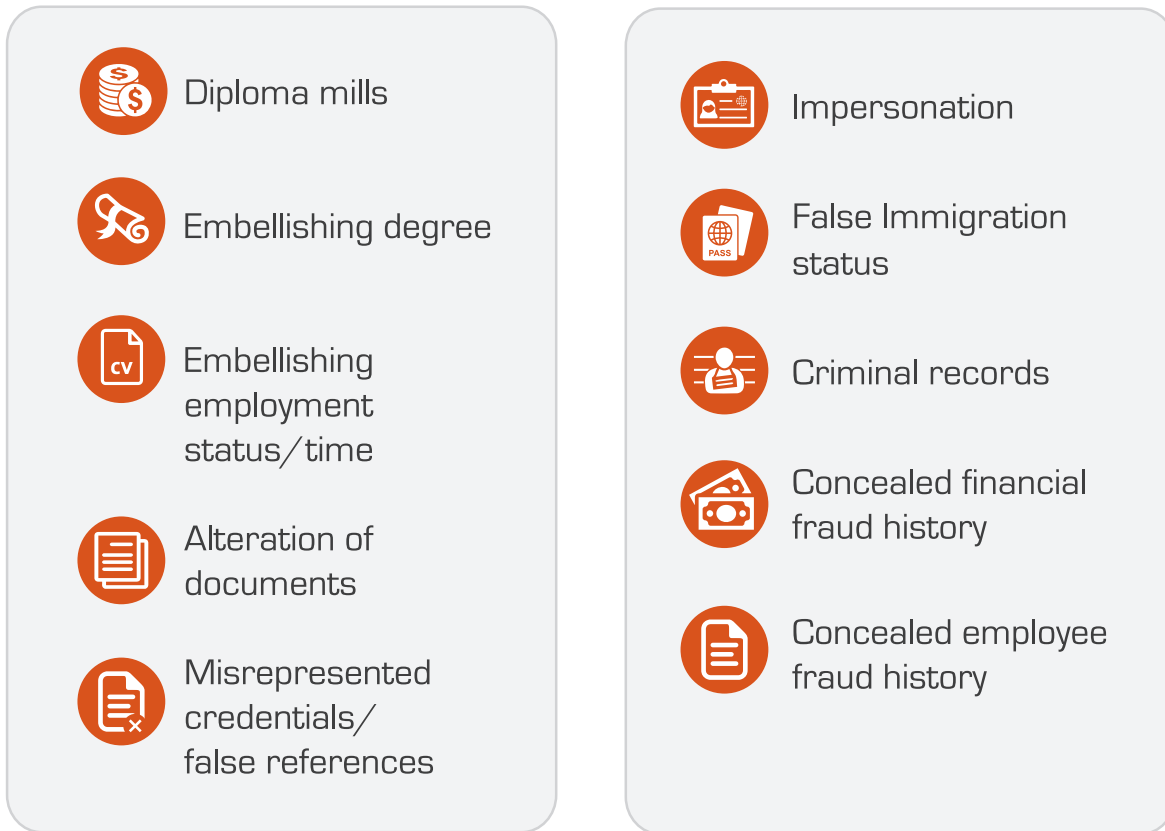 Diploma mills
Embellishing degree
CV
Embellishing
employment
status/time
Alteration of
documents
Misrepresented
credentials/
false references
Impersonation
PASS
False Immigration
status
Criminal records
Concealed financial
fraud history
Concealed employee
fraud history